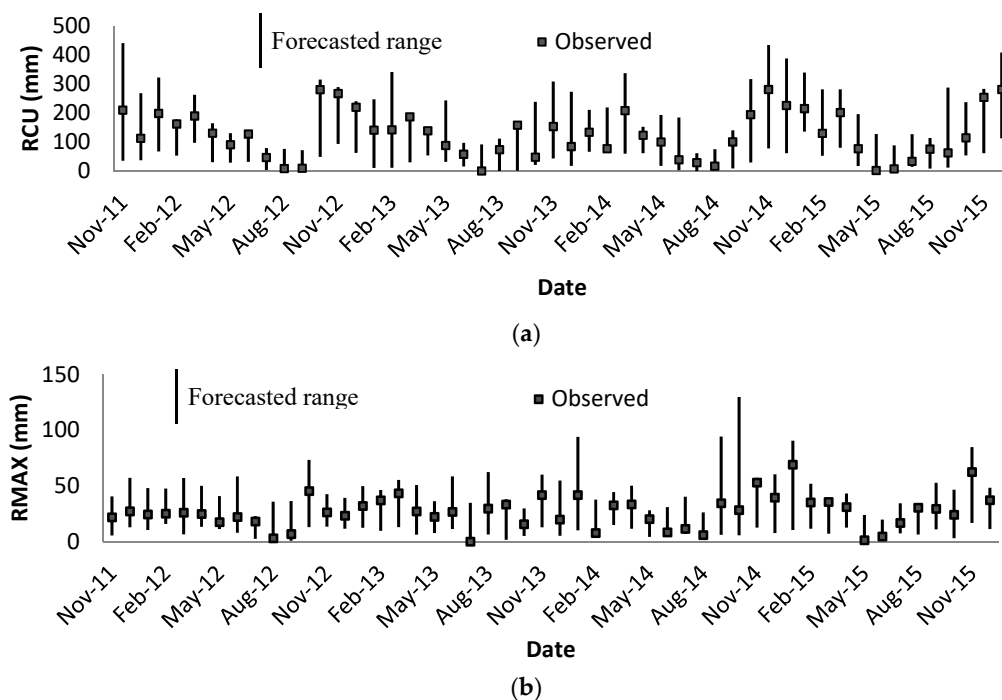 500
400
300
200
100
0
RCU (mm)
Forecasted range
Observed
Nov-11
Feb-12
May-12
Aug-12
Nov-12
Feb-13
May-13
Aug-13
Nov-13
Feb-14
May-14
Aug-14
Nov-14
Feb-15
May-15
Aug-15
Nov-15
Date
(a)
150
100
50
0
RMAX (mm)
Forecasted range
Observed
Nov-11
Feb-12
May-12
Aug-12
Nov-12
Feb-13
May-13
Aug-13
Nov-13
Feb-14
May-14
Aug-14
Nov-14
Feb-15
May-15
Aug-15
Nov-15
Date
(b)